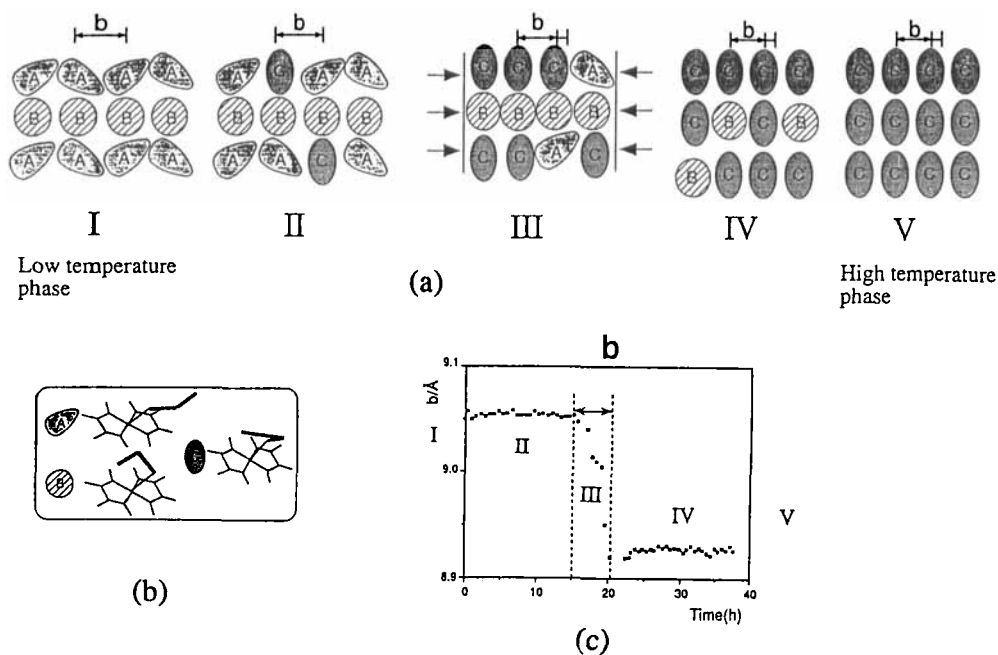 b b b b b
A A A A A C A A C C C A C C C C C C C C
B B B B B B B B B B B B C B C B C C C C
A A A A A A C A C C A C B C C C C C C C
I II III IV V
Low temperature
phase
(a)
High temperature
phase
A
B
(b)
b
b/Å
9.1
9.0
8.9
I II III IV V
0 10 20 30 40
Time(h)
(c)